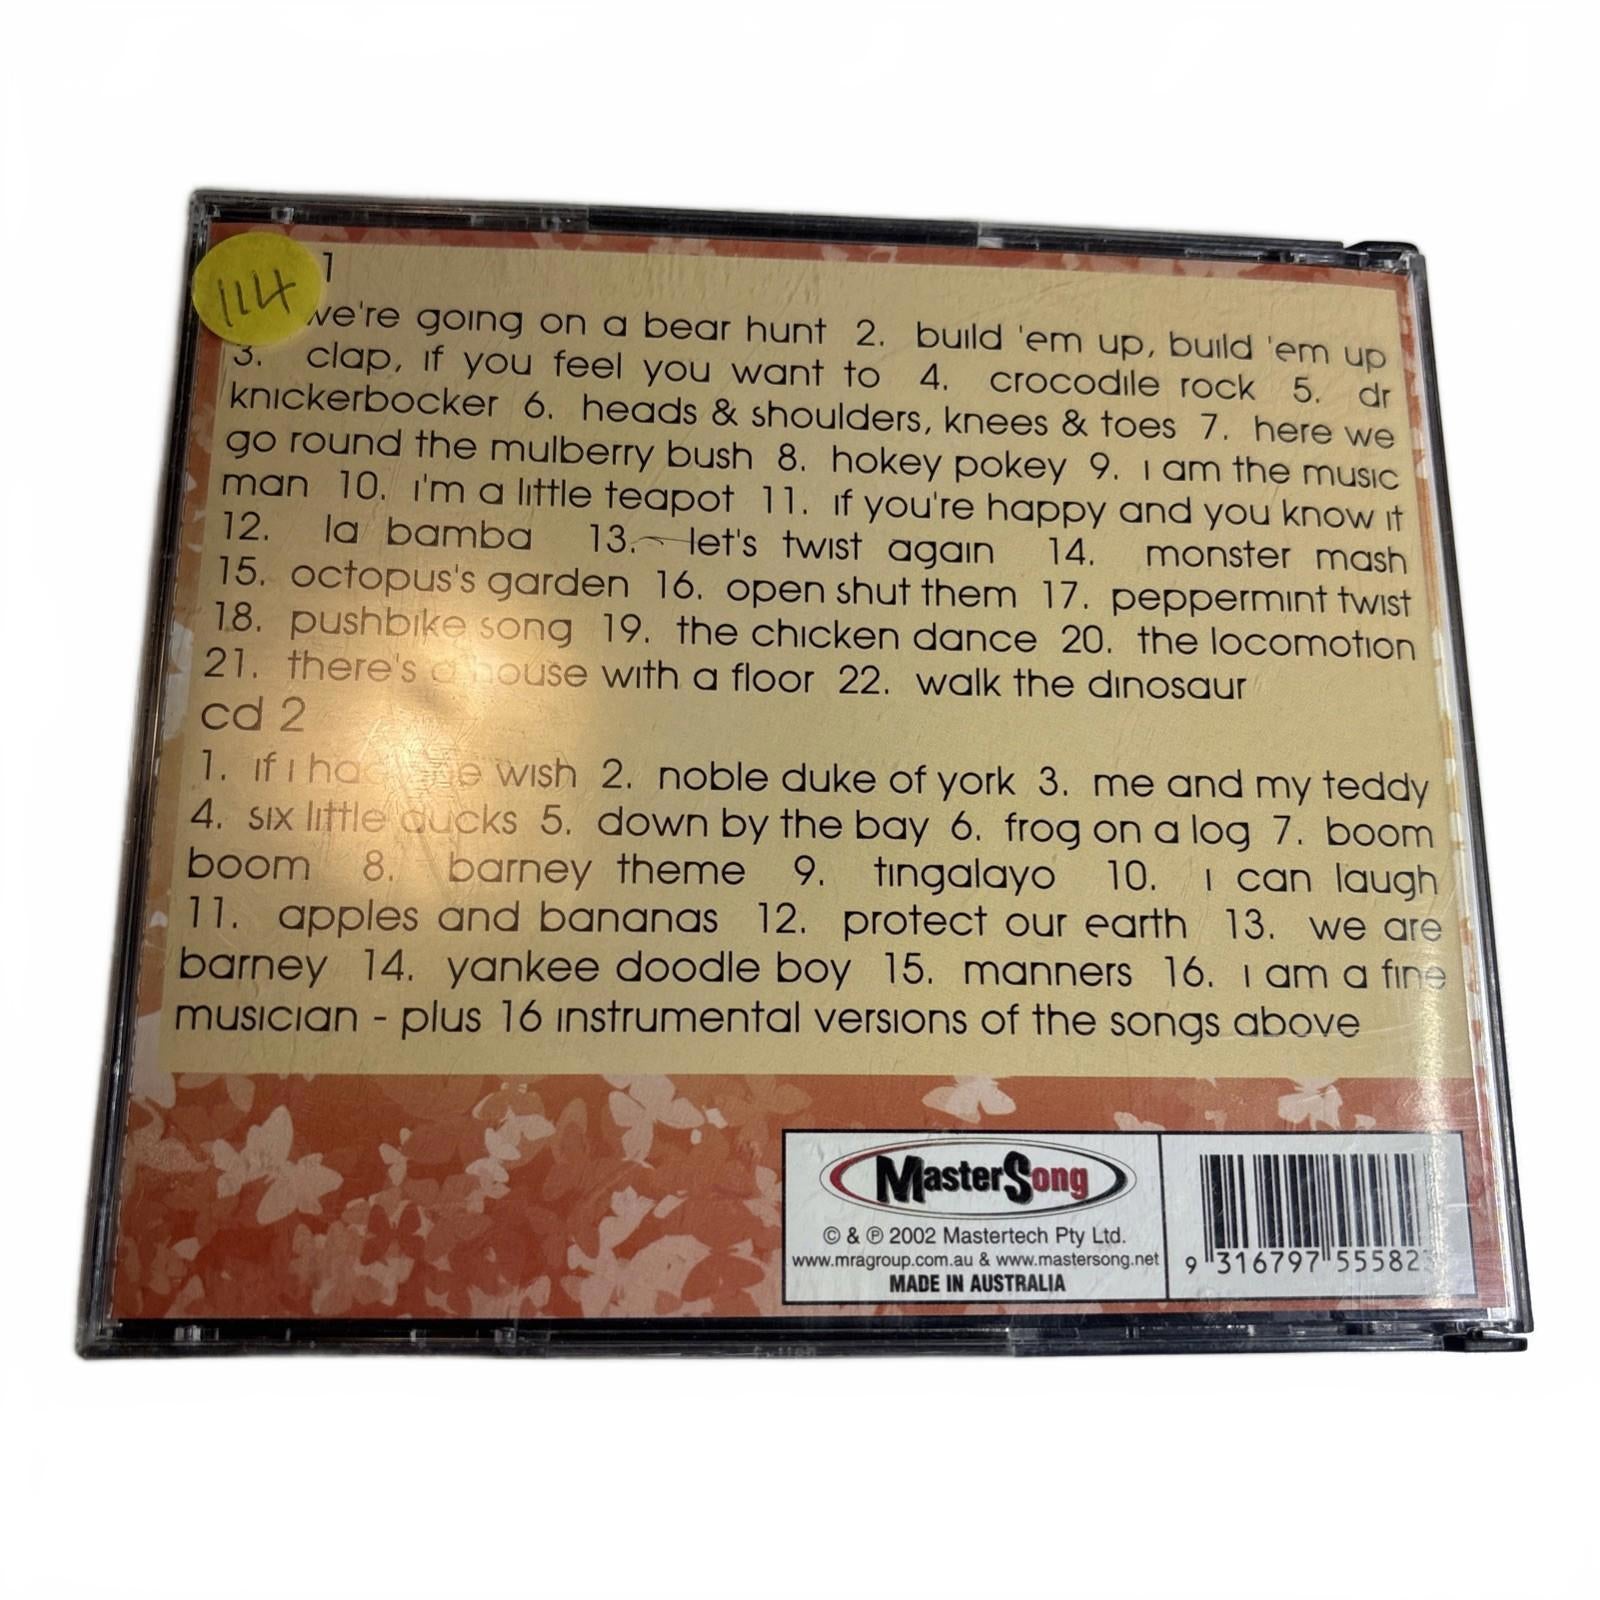 114
1
we're going on a bear hunt 2. build 'em up, build 'em up
3. clap, if you feel you want to 4. crocodile rock 5. dr
knickerbocker 6. heads & shoulders, knees & toes 7. here we
go round the mulberry bush 8. hokey pokey 9. i am the music
man 10. i'm a little teapot 11. if you're happy and you know it
12. la bamba 13. let's twist again 14. monster mash
15. octopus's garden 16. open shut them 17. peppermint twist
18. pushbike song 19. the chicken dance 20. the locomotion
21. there's a house with a floor 22. walk the dinosaur
cd 2
1. if i had wish 2. noble duke of york 3. me and my teddy
4. six little ducks 5. down by the bay 6. frog on a log 7. boom
boom 8. barney theme 9. tingalayo 10. i can laugh
11. apples and bananas 12. protect our earth 13. we are
barney 14. yankee doodle boy 15. manners 16. i am a fine
musician - plus 16 instrumental versions of the songs above
MasterSong
© & ℗ 2002 Mastertech Pty Ltd.
www.mragroup.com.au & www.mastersong.net
MADE IN AUSTRALIA
9 316797 55582